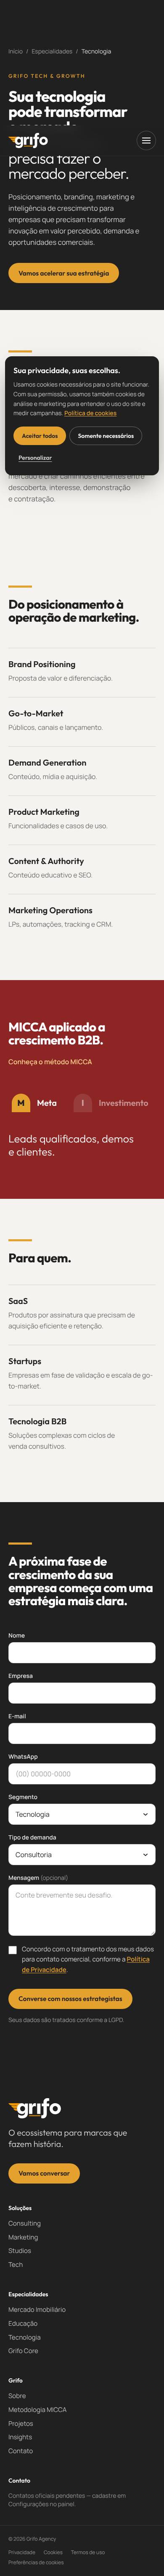 Início / Especialidades / Tecnologia
GRIFO TECH & GROWTH
Sua tecnologia
pode transformar
grifo
precisa fazer o
mercado perceber.
Posicionamento, branding, marketing e
inteligência de crescimento para
empresas que precisam transformar
inovação em valor percebido, demanda e
oportunidades comerciais.
Vamos acelerar sua estratégia
Sua privacidade, suas escolhas.
Usamos cookies necessários para o site funcionar.
Com sua permissão, usamos também cookies de
análise e marketing para entender o uso do site e
medir campanhas. Política de cookies
Aceitar todos
Somente necessários
Personalizar
mercado e criar caminhos eficientes entre
descoberta, interesse, demonstração
e contratação.
Do posicionamento à
operação de marketing.
Brand Positioning
Proposta de valor e diferenciação.
Go-to-Market
Públicos, canais e lançamento.
Demand Generation
Conteúdo, mídia e aquisição.
Product Marketing
Funcionalidades e casos de uso.
Content & Authority
Conteúdo educativo e SEO.
Marketing Operations
LPs, automações, tracking e CRM.
MICCA aplicado a
crescimento B2B.
Conheça o método MICCA
M Meta I Investimento
Leads qualificados, demos
e clientes.
Para quem.
SaaS
Produtos por assinatura que precisam de
aquisição eficiente e retenção.
Startups
Empresas em fase de validação e escala de go-
to-market.
Tecnologia B2B
Soluções complexas com ciclos de
venda consultivos.
A próxima fase de
crescimento da sua
empresa começa com uma
estratégia mais clara.
Nome
Empresa
E-mail
WhatsApp
(00) 00000-0000
Segmento
Tecnologia
Tipo de demanda
Consultoria
Mensagem (opcional)
Conte brevemente seu desafio.
Concordo com o tratamento dos meus dados
para contato comercial, conforme a Política
de Privacidade.
Converse com nossos estrategistas
Seus dados são tratados conforme a LGPD.
grifo
O ecossistema para marcas que
fazem história.
Vamos conversar
Soluções
Consulting
Marketing
Studios
Tech
Especialidades
Mercado Imobiliário
Educação
Tecnologia
Grifo Core
Grifo
Sobre
Metodologia MICCA
Projetos
Insights
Contato
Contato
Contatos oficiais pendentes — cadastre em
Configurações no painel.
© 2026 Grifo Agency
Privacidade Cookies Termos de uso
Preferências de cookies